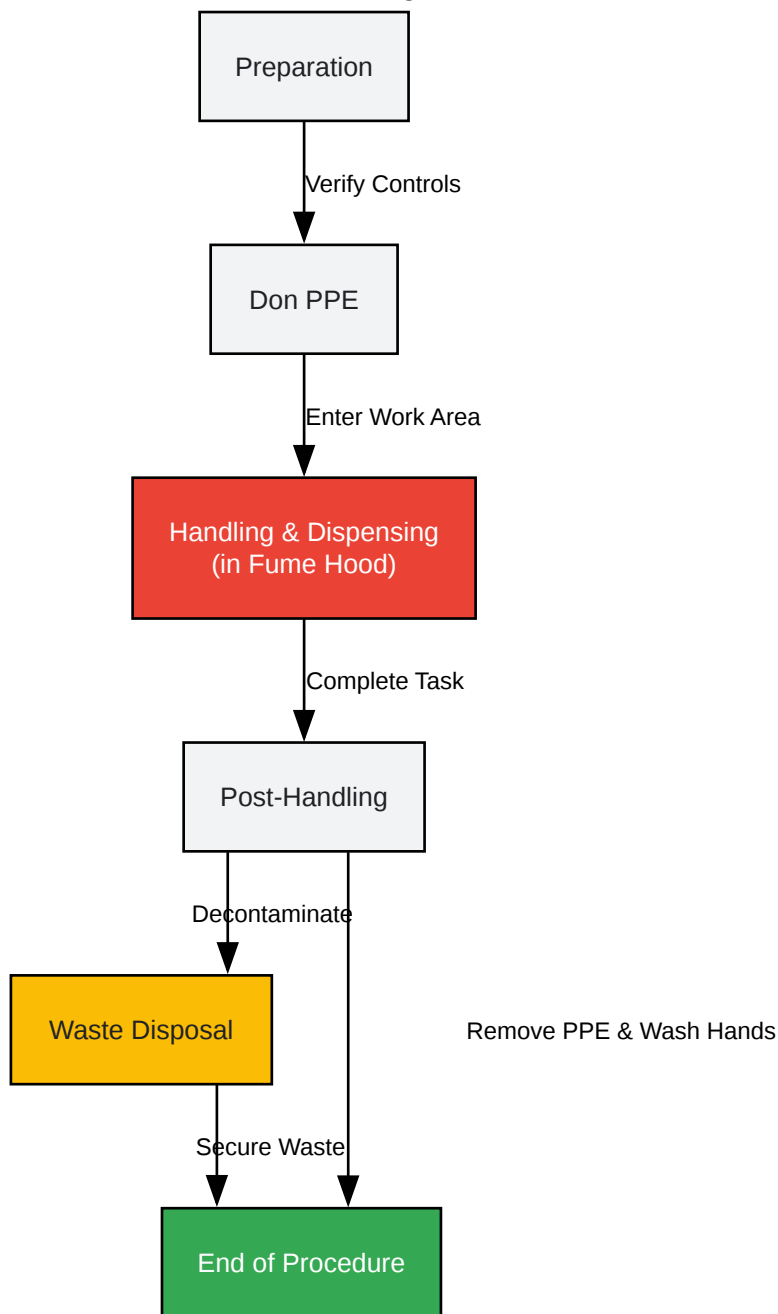 Preparation
Verify Controls
Don PPE
Enter Work Area
Handling & Dispensing
(in Fume Hood)
Complete Task
Post-Handling
Decontaminate
Waste Disposal
Remove PPE & Wash Hands
Secure Waste
End of Procedure